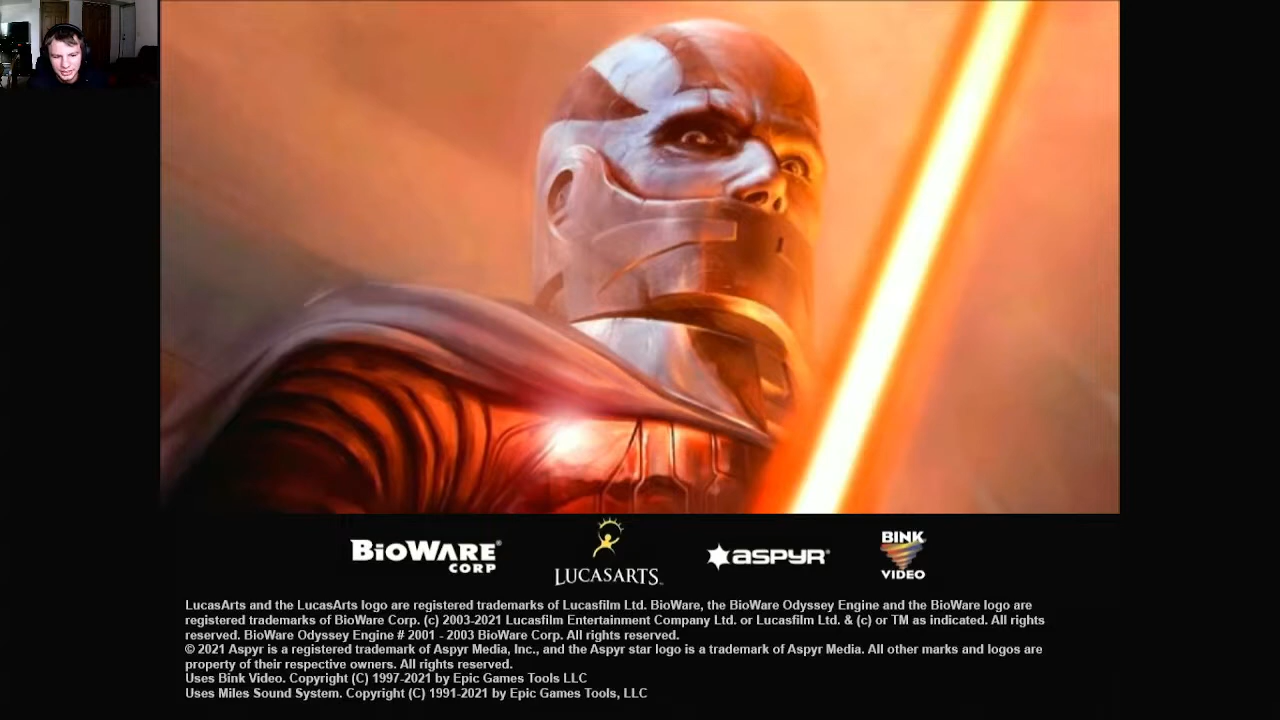 BIOWARE® CORP
LUCASARTS™
ASPYR®
BINK VIDEO
LucasArts and the LucasArts logo are registered trademarks of Lucasfilm Ltd. BioWare, the BioWare Odyssey Engine and the BioWare logo are
registered trademarks of BioWare Corp. (c) 2003-2021 Lucasfilm Entertainment Company Ltd. or Lucasfilm Ltd. & (c) or TM as indicated. All rights
reserved. BioWare Odyssey Engine # 2001 - 2003 BioWare Corp. All rights reserved.
© 2021 Aspyr is a registered trademark of Aspyr Media, Inc., and the Aspyr star logo is a trademark of Aspyr Media. All other marks and logos are
property of their respective owners. All rights reserved.
Uses Bink Video. Copyright (C) 1997-2021 by Epic Games Tools LLC
Uses Miles Sound System. Copyright (C) 1991-2021 by Epic Games Tools, LLC